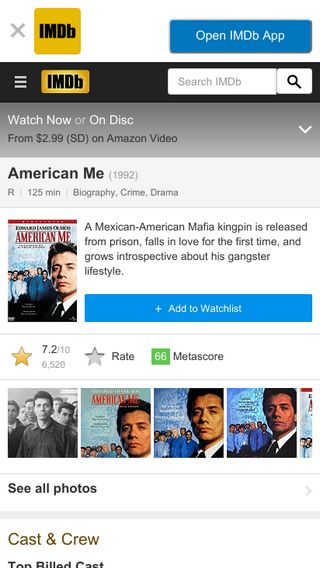 IMDb
Open IMDb App
IMDb
Search IMDb
Watch Now or On Disc
From $2.99 (SD) on Amazon Video
American Me (1992)
R | 125 min | Biography, Crime, Drama
EDWARD JAMES OLMOS
AMERICAN ME
A Mexican-American Mafia kingpin is released
from prison, falls in love for the first time, and
grows introspective about his gangster
lifestyle.
+ Add to Watchlist
7.2/10
6,520
Rate
66 Metascore
AMERICAN ME
AMERICAN ME
See all photos
Cast & Crew
Top Billed Cast